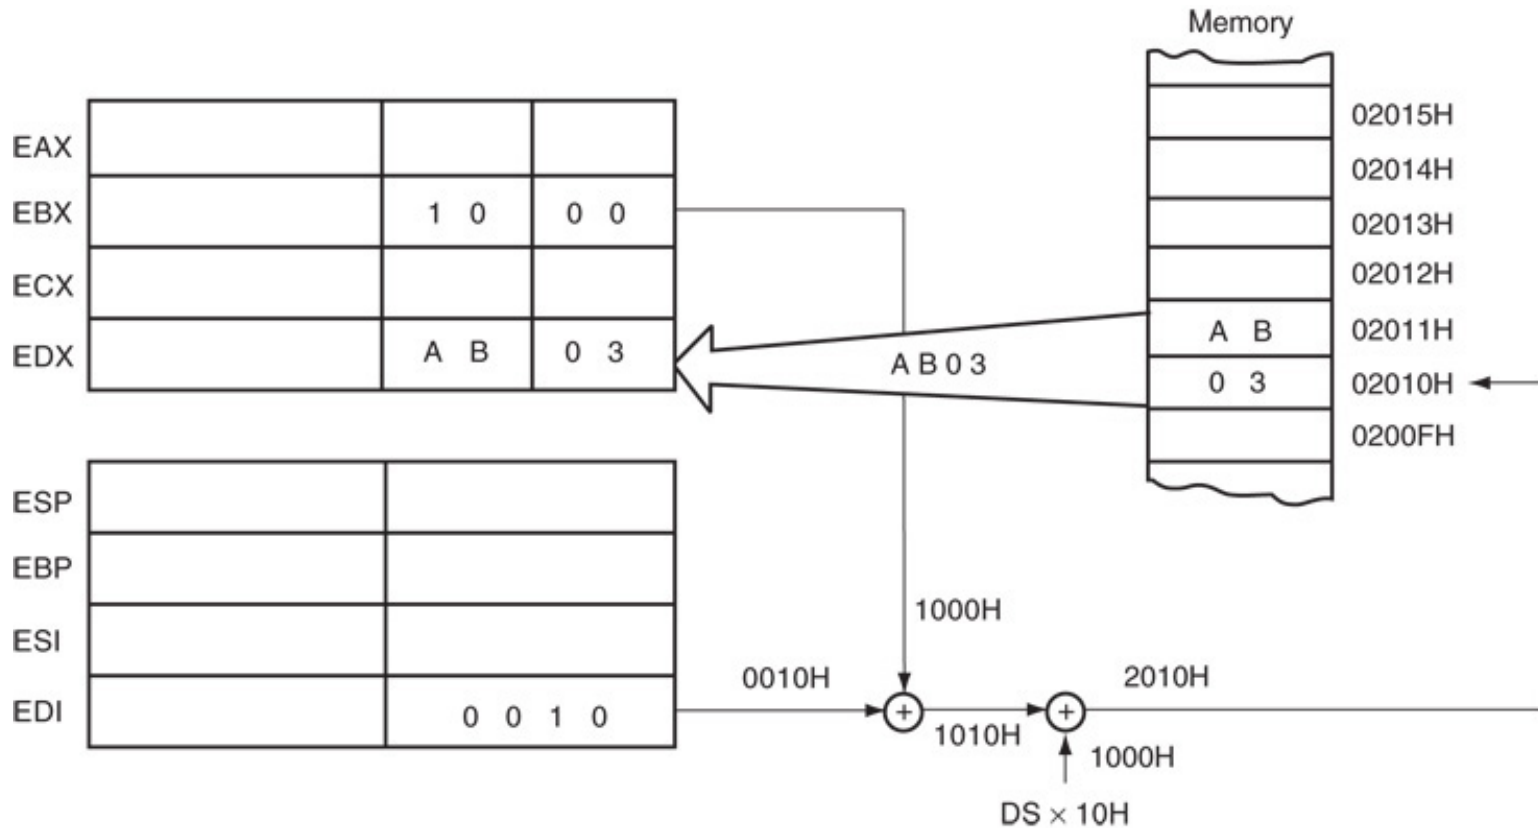 Memory
02015H
EAX
02014H
EBX 1 0 0 0
02013H
ECX
02012H
A B 02011H
EDX A B 0 3
A B 0 3
0 3 02010H
0200FH
ESP
EBP
1000H
ESI
0010H
2010H
EDI 0 0 1 0
+
+
1010H
1000H
DS × 10H